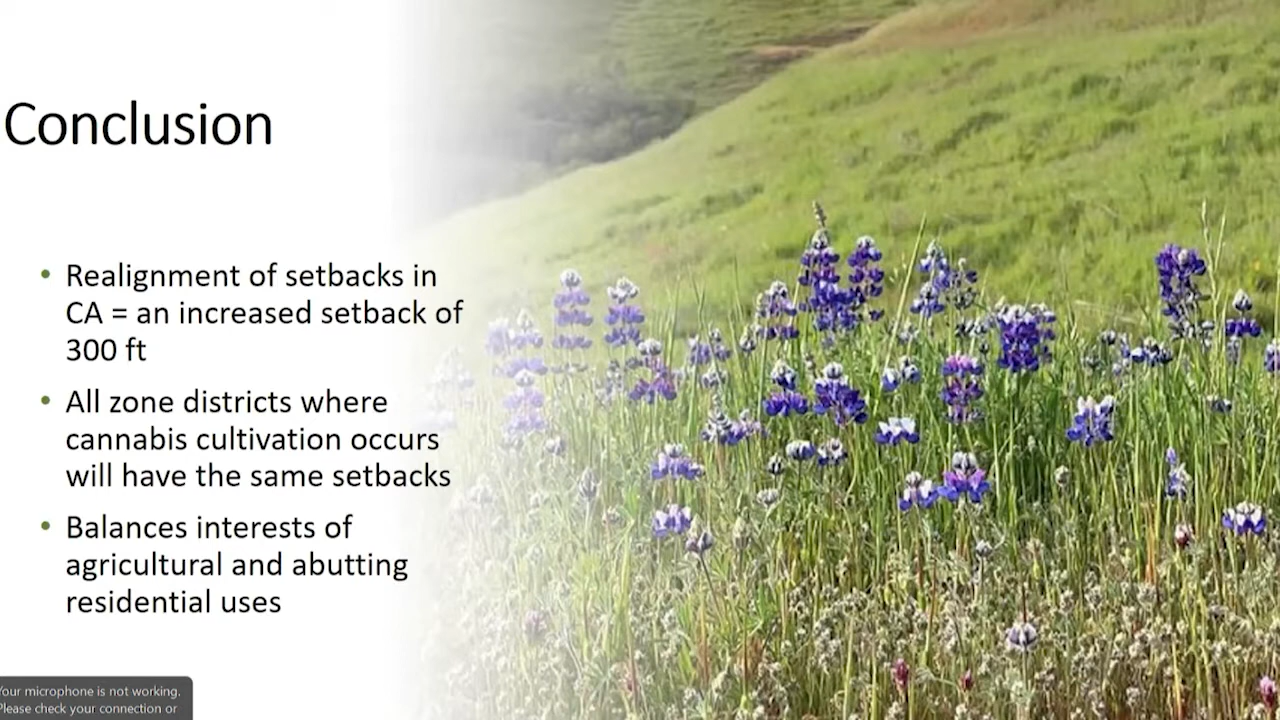 Conclusion
• Realignment of setbacks in
CA = an increased setback of
300 ft
• All zone districts where
cannabis cultivation occurs
will have the same setbacks
• Balances interests of
agricultural and abutting
residential uses
Your microphone is not working.
Please check your connection or